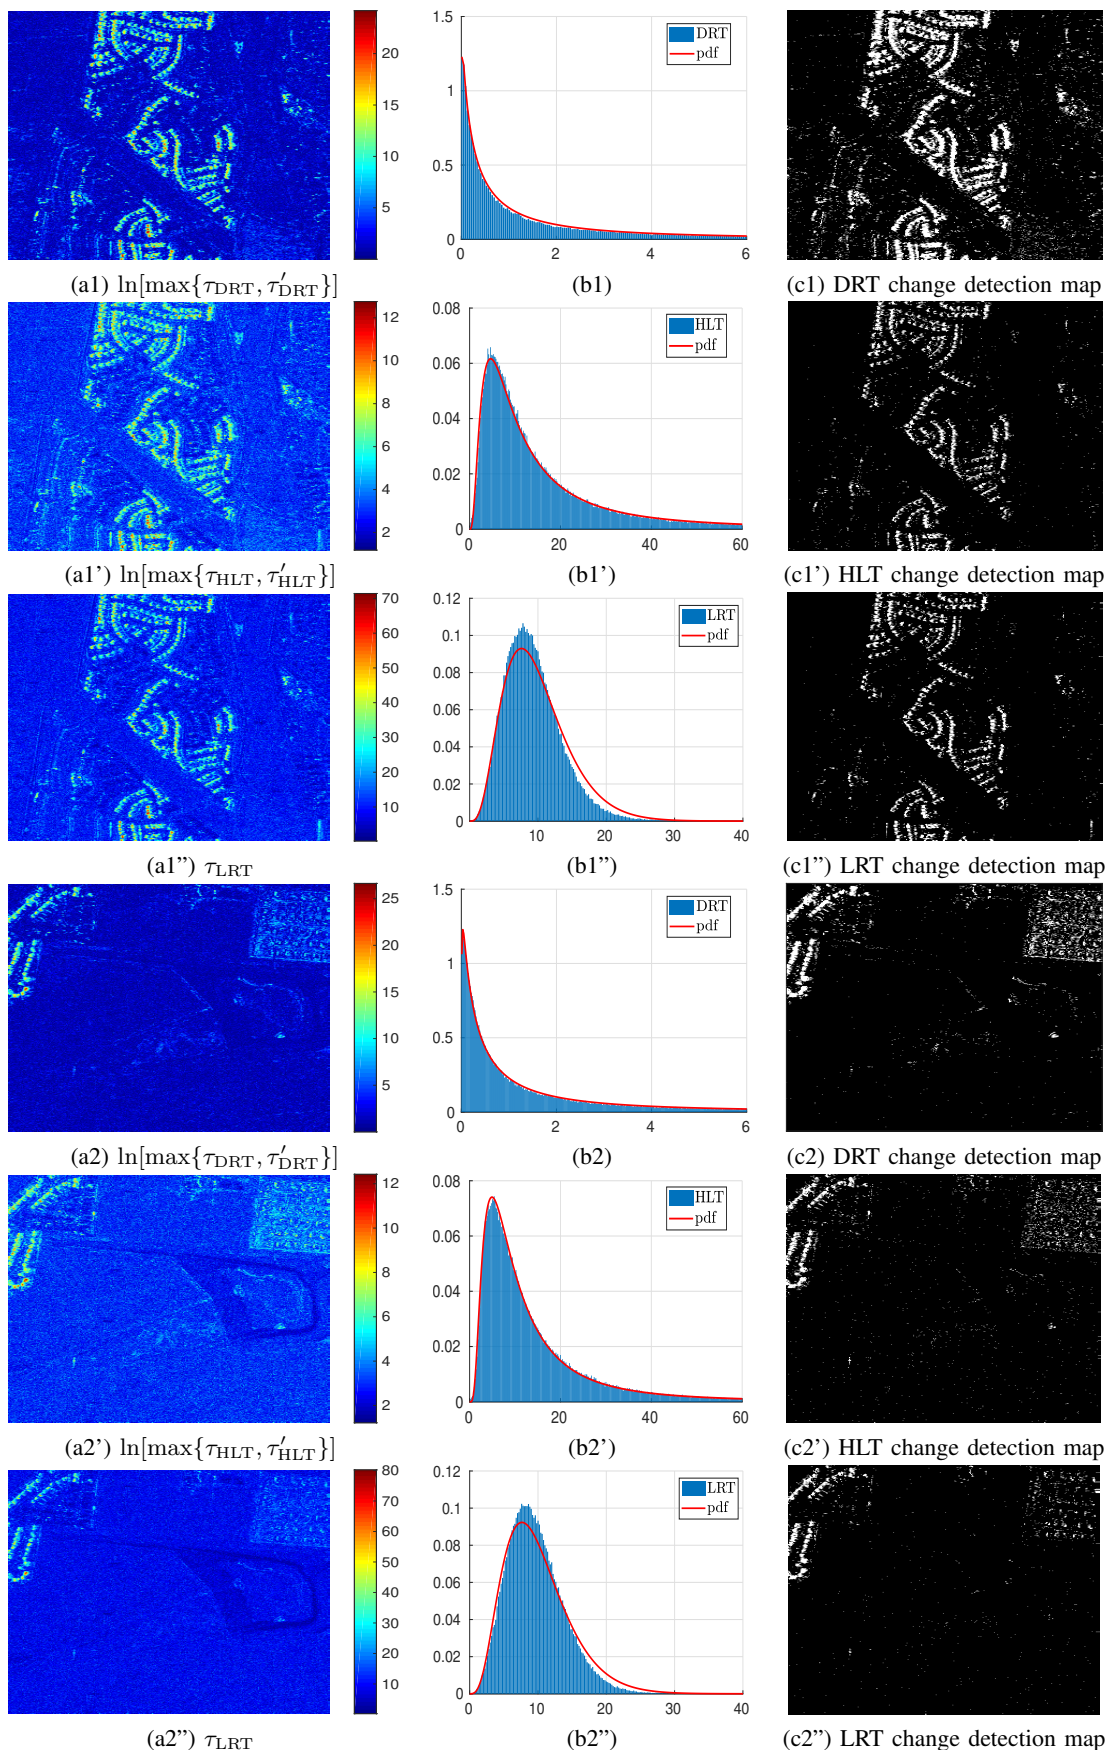 20
15
10
5
1.5
1
0.5
0
0 2 4 6
DRT
pdf
(a1) ln[max{τDRT, τ′DRT}] (b1) (c1) DRT change detection map
12
10
8
6
4
2
0.08
0.06
0.04
0.02
0
0 20 40 60
HLT
pdf
(a1') ln[max{τHLT, τ′HLT}] (b1') (c1') HLT change detection map
70
60
50
40
30
20
10
0.12
0.1
0.08
0.06
0.04
0.02
0
0 10 20 30 40
LRT
pdf
(a1") τLRT (b1") (c1") LRT change detection map
25
20
15
10
5
1.5
1
0.5
0
0 2 4 6
DRT
pdf
(a2) ln[max{τDRT, τ′DRT}] (b2) (c2) DRT change detection map
12
10
8
6
4
2
0.08
0.06
0.04
0.02
0
0 20 40 60
HLT
pdf
(a2') ln[max{τHLT, τ′HLT}] (b2') (c2') HLT change detection map
80
70
60
50
40
30
20
10
0.12
0.1
0.08
0.06
0.04
0.02
0
0 10 20 30 40
LRT
pdf
(a2") τLRT (b2") (c2") LRT change detection map